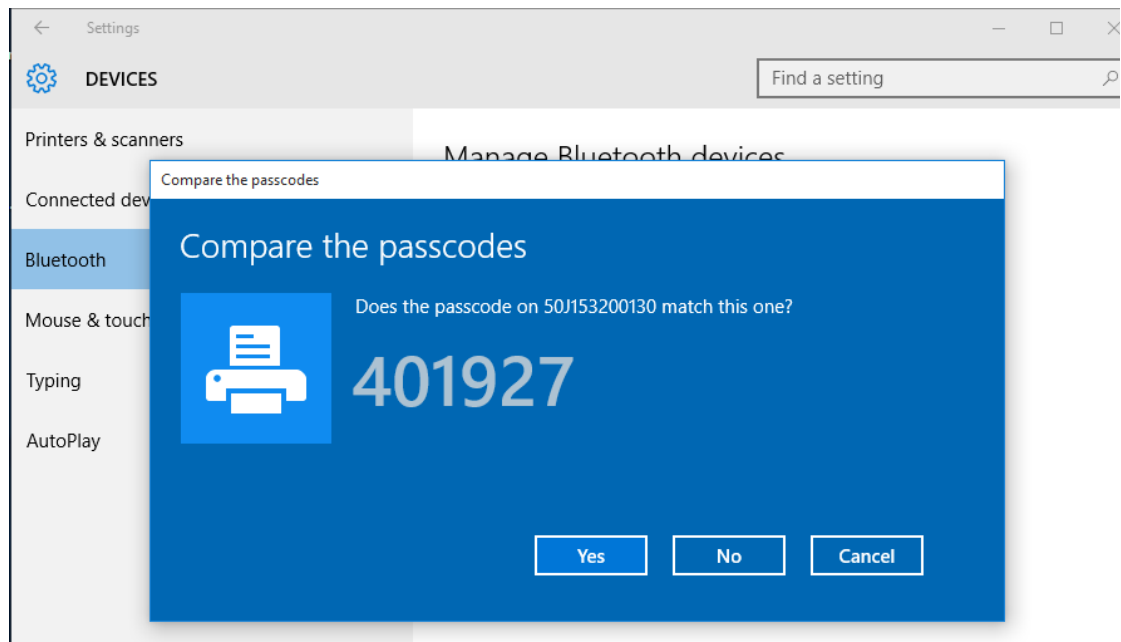 Settings
DEVICES
Find a setting
Printers & scanners
Manage Bluetooth devices
Compare the passcodes
Connected dev
Compare the passcodes
Bluetooth
Does the passcode on 50J153200130 match this one?
Mouse & touch
401927
Typing
AutoPlay
Yes
No
Cancel